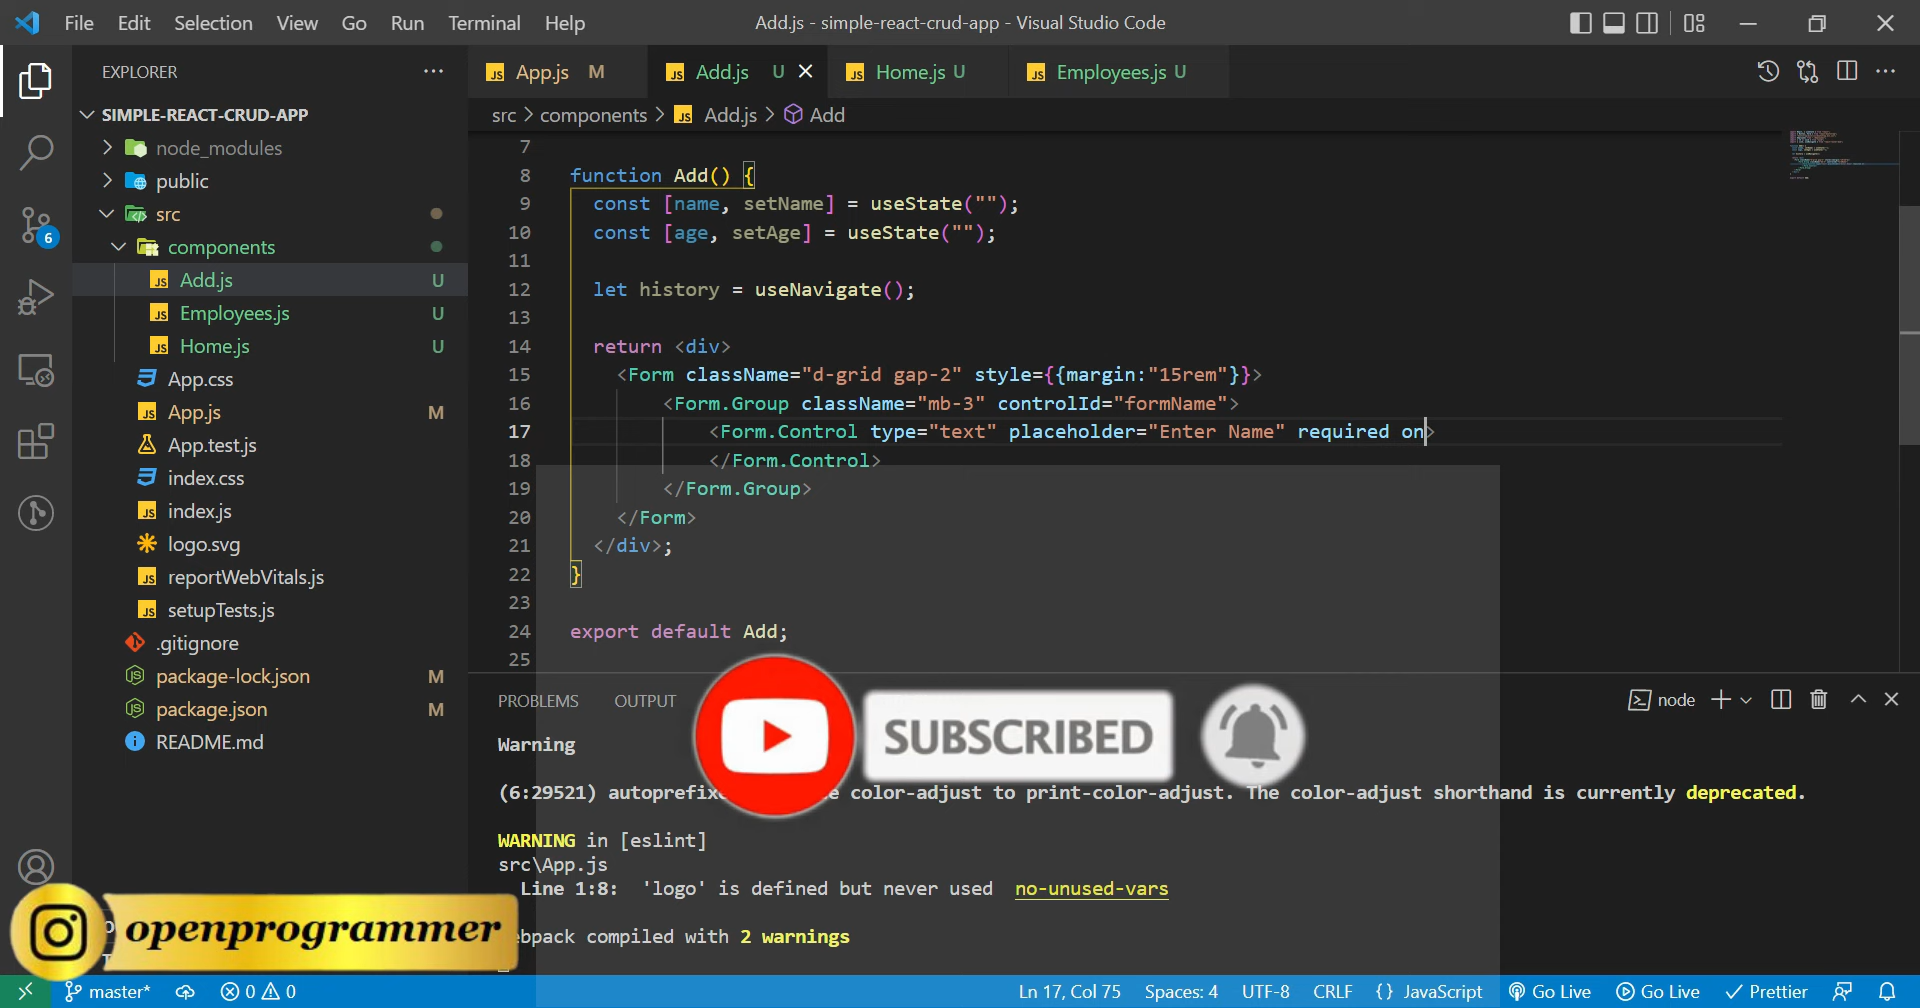 File Edit Selection View Go Run Terminal Help
Add.js - simple-react-crud-app - Visual Studio Code
EXPLORER
SIMPLE-REACT-CRUD-APP
node_modules
public
src
components
Add.js U
Employees.js U
Home.js U
App.css
App.js M
App.test.js
index.css
index.js
logo.svg
reportWebVitals.js
setupTests.js
.gitignore
package-lock.json M
package.json M
README.md
6
App.js M Add.js U Home.js U Employees.js U
src > components > Add.js > Add
7
8 function Add() {
9 const [name, setName] = useState("");
10 const [age, setAge] = useState("");
11
12 let history = useNavigate();
13
14 return <div>
15 <Form className="d-grid gap-2" style={{margin:"15rem"}}>
16 <Form.Group className="mb-3" controlId="formName">
17 <Form.Control type="text" placeholder="Enter Name" required on>
18 </Form.Control>
19 </Form.Group>
20 </Form>
21 </div>;
22 }
23
24 export default Add;
25
PROBLEMS OUTPUT
node
SUBSCRIBED
Warning
(6:29521) color-adjust to print-color-adjust. The color-adjust shorthand is currently deprecated.
WARNING in [eslint]
src\App.js
Line 1:8: 'logo' is defined but never used no-unused-vars
compiled with 2 warnings
openprogrammer
master* 0 0
Ln 17, Col 75 Spaces: 4 UTF-8 CRLF {} JavaScript Go Live Go Live Prettier